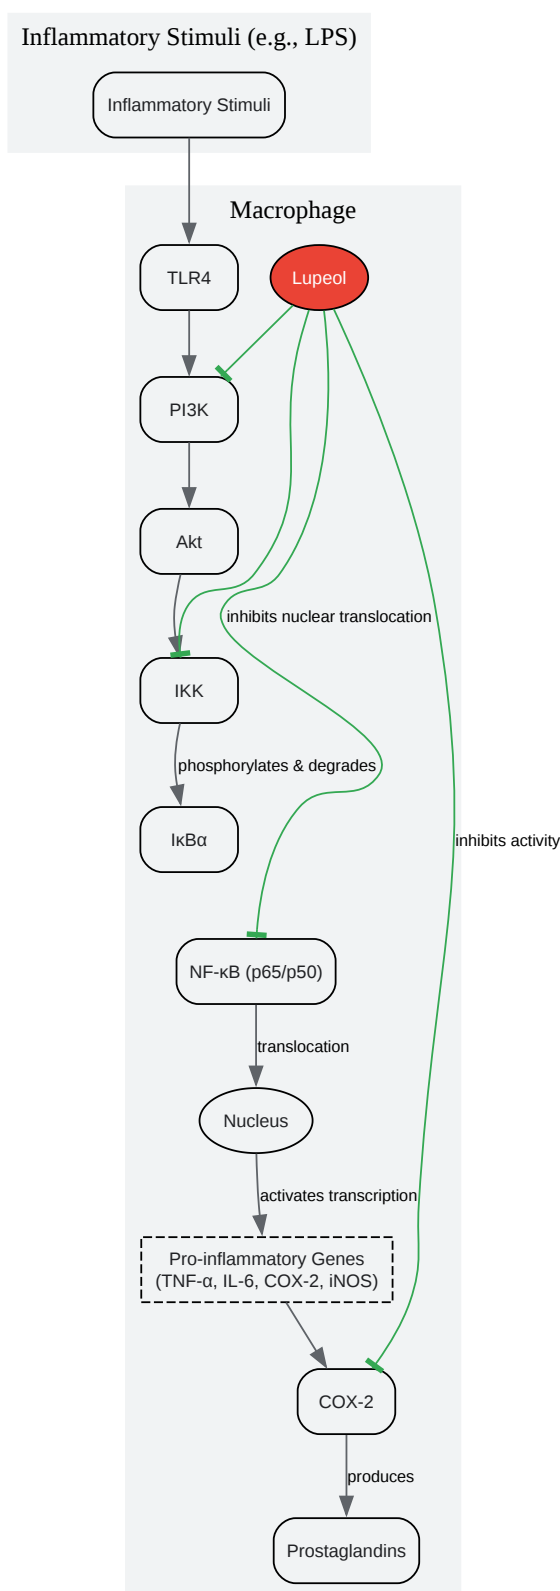 Inflammatory Stimuli (e.g., LPS)
Inflammatory Stimuli
Macrophage
TLR4
Lupeol
PI3K
Akt
inhibits nuclear translocation
IKK
phosphorylates & degrades
IκBα
inhibits activity
NF-κB (p65/p50)
translocation
Nucleus
activates transcription
Pro-inflammatory Genes
(TNF-α, IL-6, COX-2, iNOS)
COX-2
produces
Prostaglandins